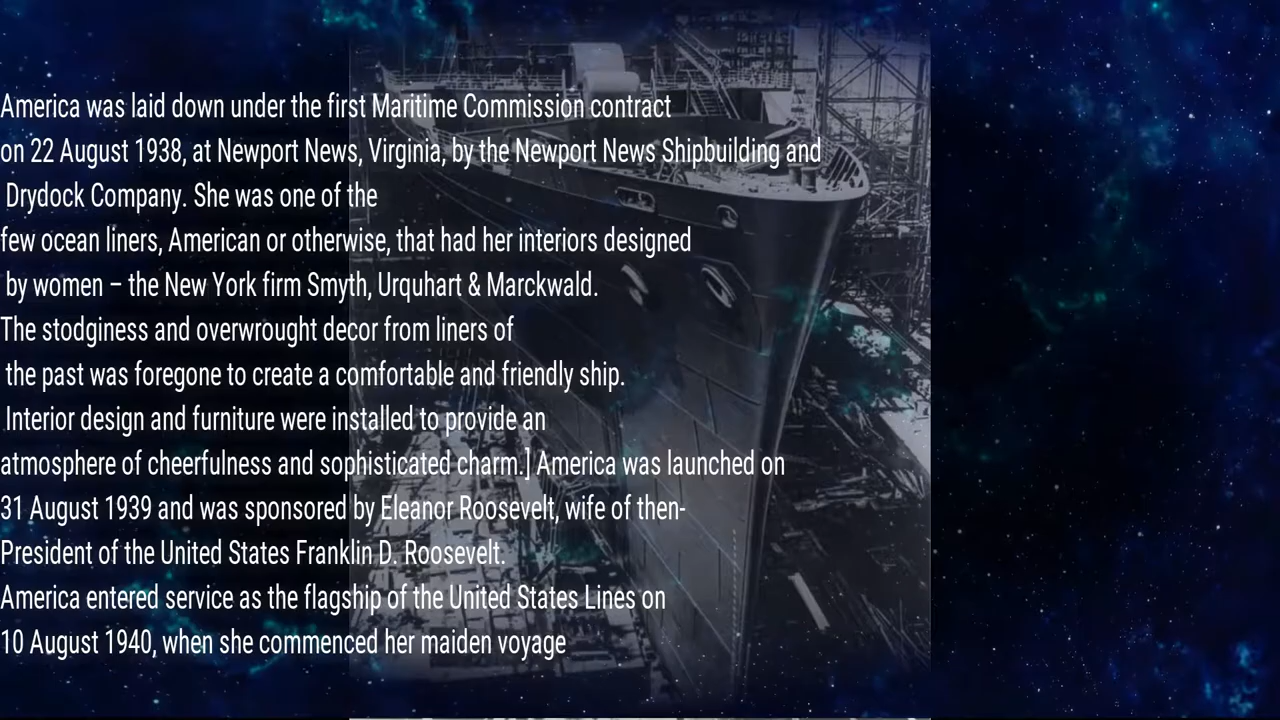 America was laid down under the first Maritime Commission contract
on 22 August 1938, at Newport News, Virginia, by the Newport News Shipbuilding and
Drydock Company. She was one of the
few ocean liners, American or otherwise, that had her interiors designed
by women – the New York firm Smyth, Urquhart & Marckwald.
The stodginess and overwrought decor from liners of
the past was foregone to create a comfortable and friendly ship.
Interior design and furniture were installed to provide an
atmosphere of cheerfulness and sophisticated charm.] America was launched on
31 August 1939 and was sponsored by Eleanor Roosevelt, wife of then-
President of the United States Franklin D. Roosevelt.
America entered service as the flagship of the United States Lines on
10 August 1940, when she commenced her maiden voyage